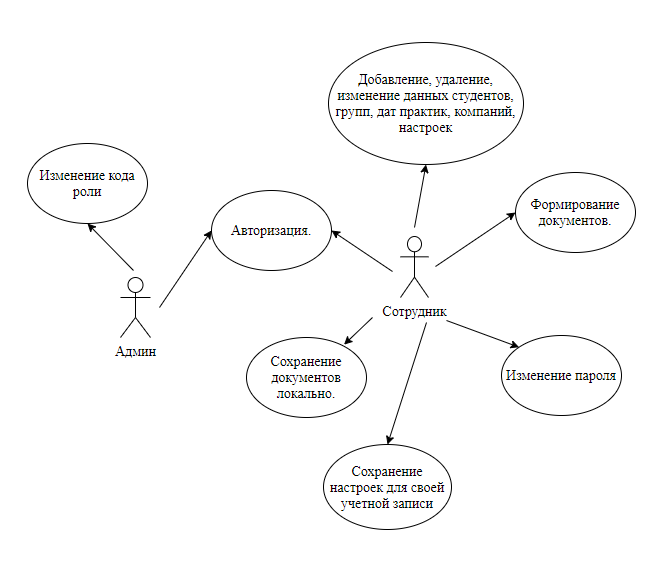 Добавление, удаление,
изменение данных студентов,
групп, дат практик, компаний,
настроек
Изменение кода
роли
Авторизация.
Формирование
документов.
Сотрудник
Админ
Сохранение
документов
локально.
Изменение пароля
Сохранение
настроек для своей
учетной записи